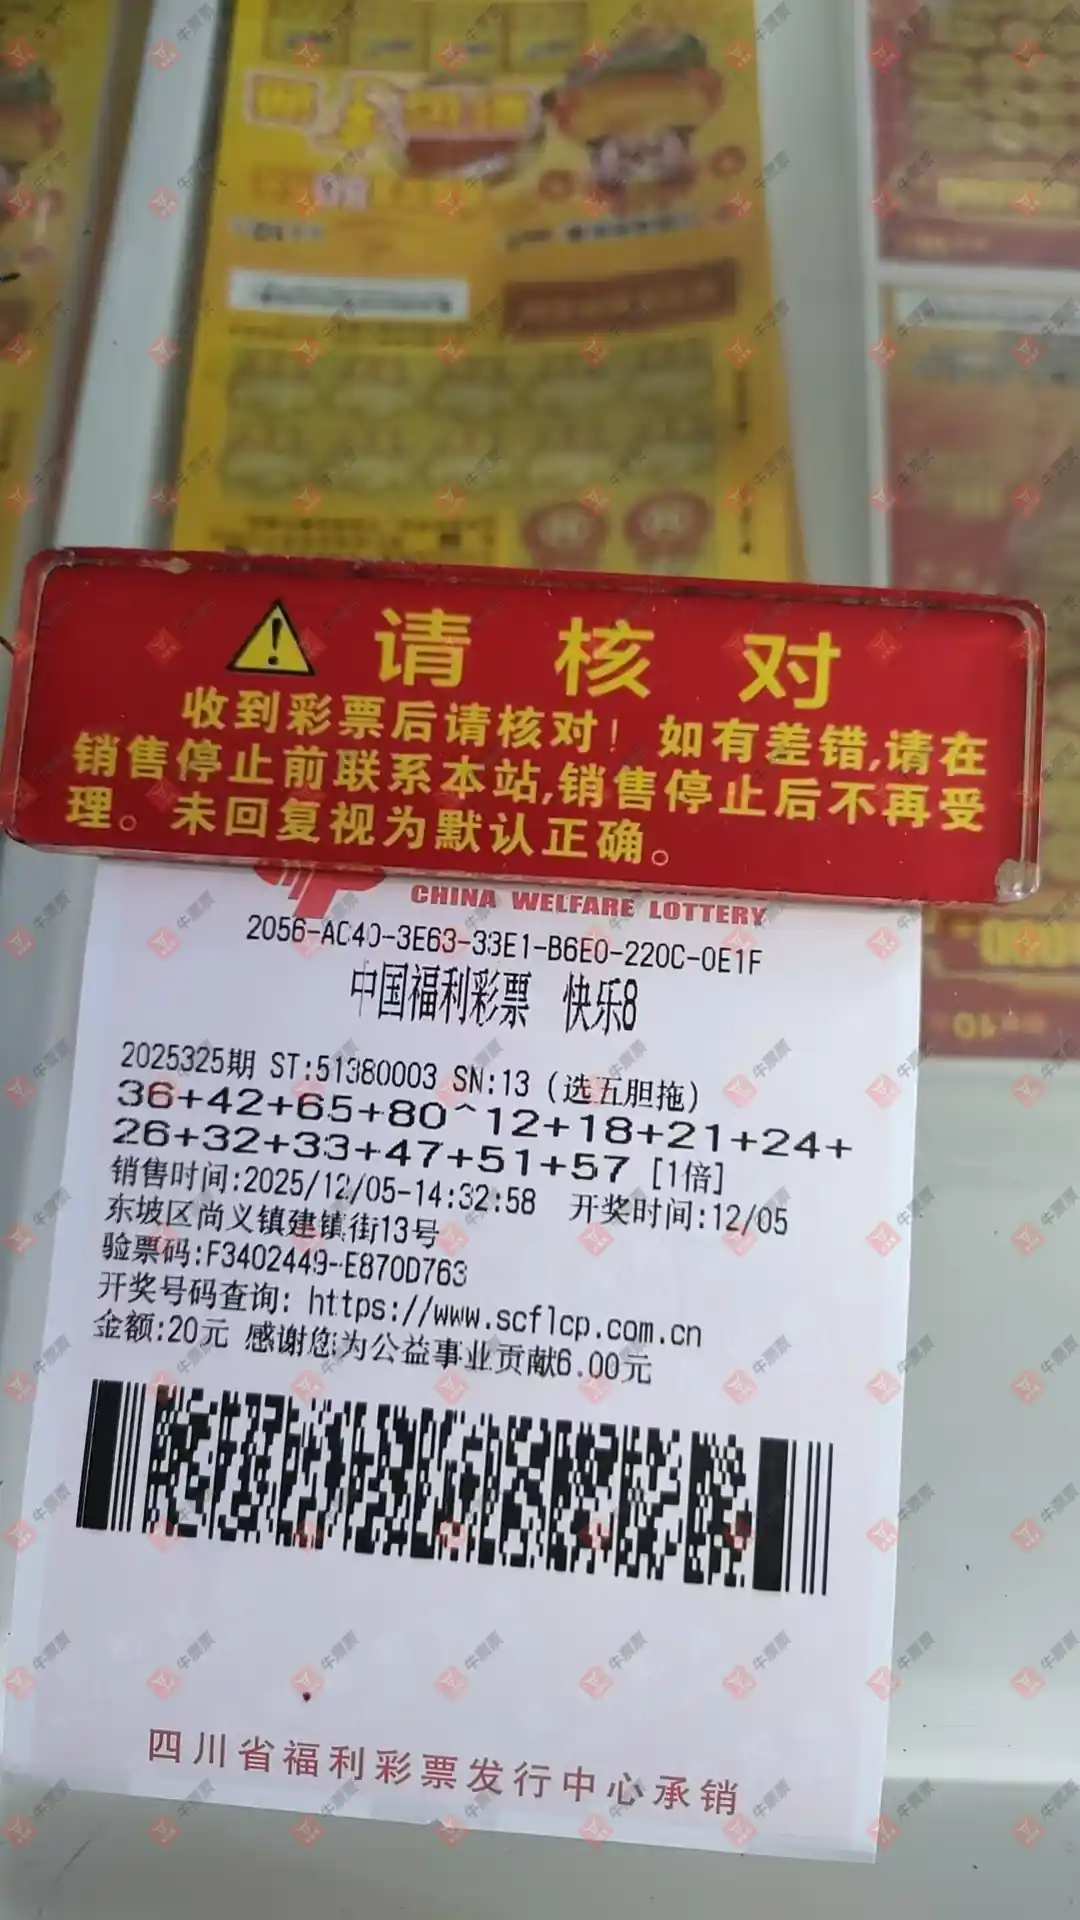 请核对
收到彩票后请核对！如有差错,请在
销售停止前联系本站,销售停止后不再受
理。未回复视为默认正确。
CHINA WELFARE LOTTERY
2056-AC40-3E63-33E1-B6E0-220C-0E1F
中国福利彩票 快乐8
2025325期 ST:51380003 SN:13 (选五胆拖)
36+42+65+80^12+18+21+24+
26+32+33+47+51+57 [1倍]
销售时间:2025/12/05-14:32:58 开奖时间:12/05
东坡区尚义镇建镇街13号
验票码:F3402449-E870D763
开奖号码查询: https://www.scflcp.com.cn
金额:20元 感谢您为公益事业贡献6.00元
四川省福利彩票发行中心承销
牛票票